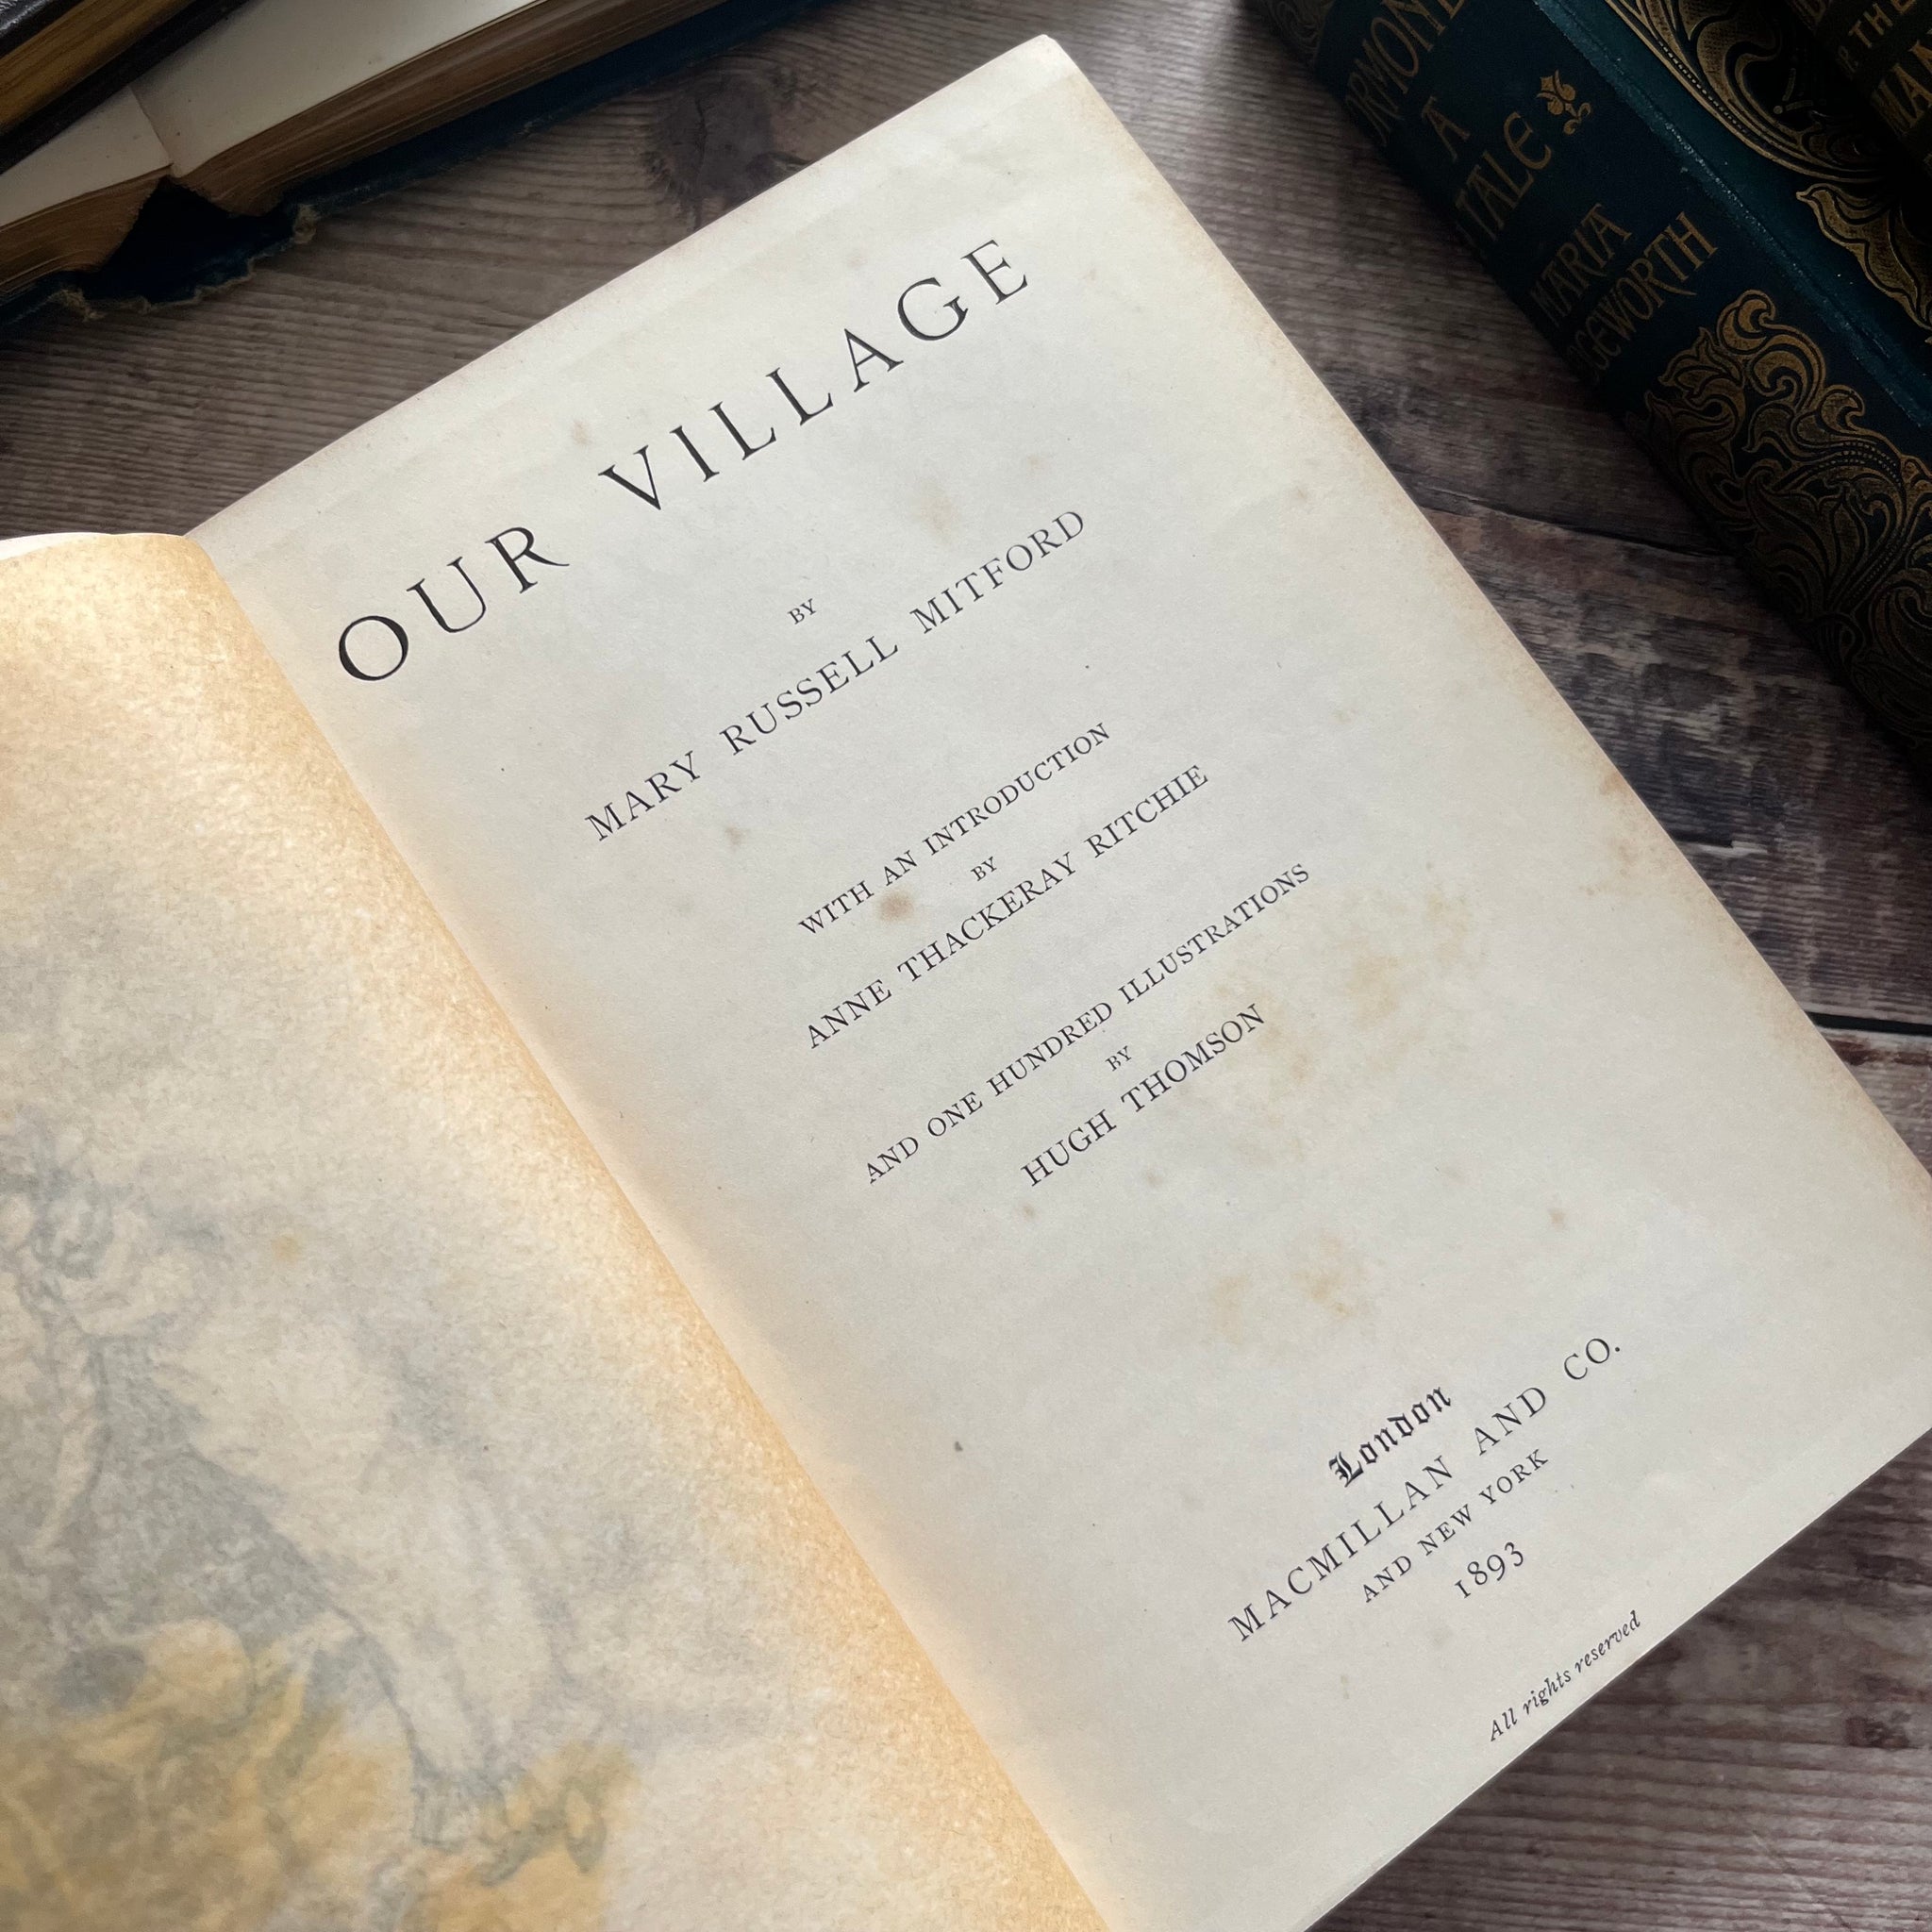 OUR VILLAGE
BY
MARY RUSSELL MITFORD
WITH AN INTRODUCTION
BY
ANNE THACKERAY RITCHIE
AND ONE HUNDRED ILLUSTRATIONS
BY
HUGH THOMSON
London
MACMILLAN AND CO.
AND NEW YORK
1893
All rights reserved
A
TALE
MARIA
THE